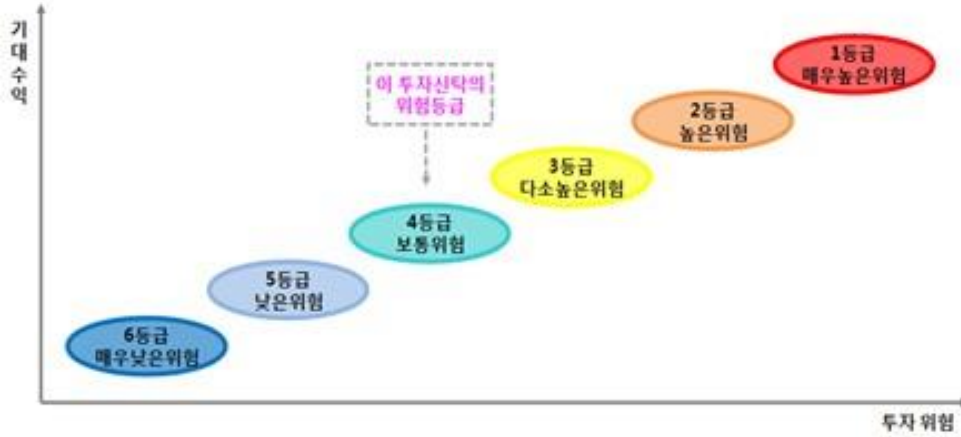 기대수익
1등급
매우높은위험
이 투자신탁의
위험등급
2등급
높은위험
3등급
다소높은위험
4등급
보통위험
5등급
낮은위험
6등급
매우낮은위험
투자 위험